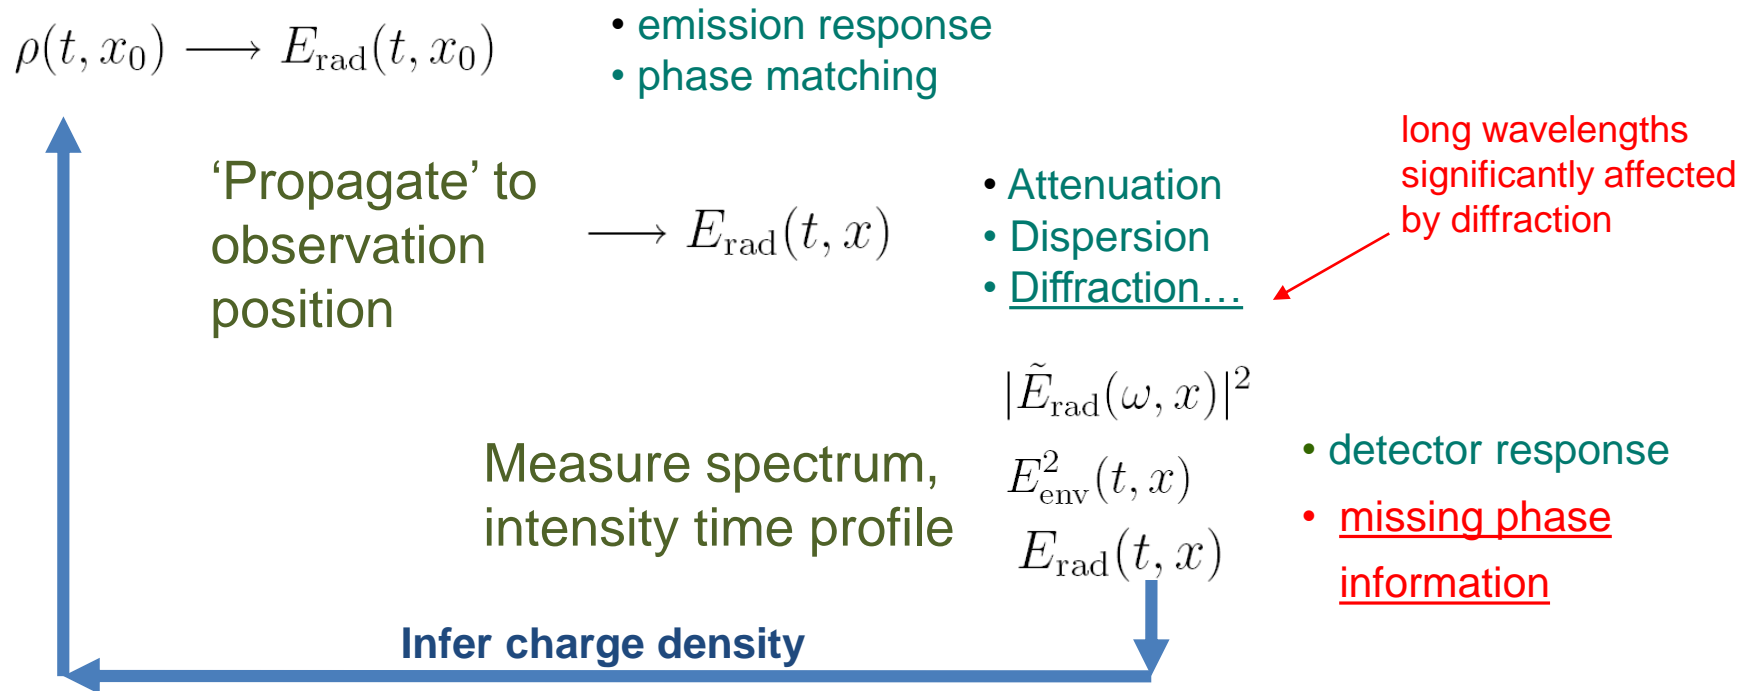 ρ(t, x₀) ⟶ E_rad(t, x₀)
• emission response
• phase matching
long wavelengths
significantly affected
by diffraction
‘Propagate’ to
observation
position
⟶ E_rad(t, x)
• Attenuation
• Dispersion
• Diffraction…
|Ẽ_rad(ω, x)|²
E²_env(t, x)
E_rad(t, x)
Measure spectrum,
intensity time profile
• detector response
• missing phase
information
Infer charge density